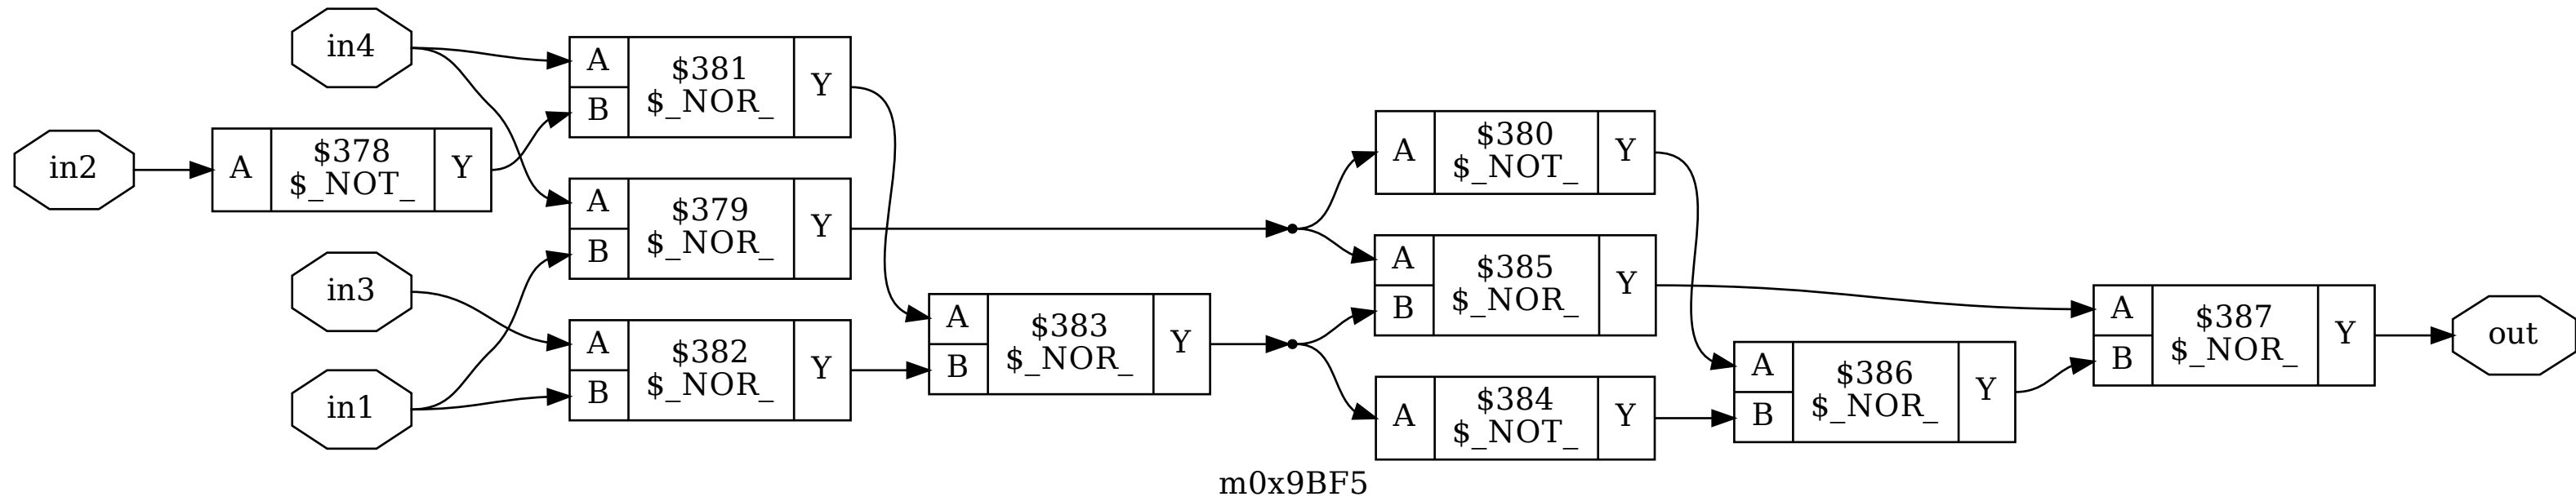 in4
in2
in3
in1
A
$378
$_NOT_
Y
A
B
$381
$_NOR_
Y
A
B
$379
$_NOR_
Y
A
B
$382
$_NOR_
Y
A
B
$383
$_NOR_
Y
A
$380
$_NOT_
Y
A
B
$385
$_NOR_
Y
A
$384
$_NOT_
Y
A
B
$386
$_NOR_
Y
A
B
$387
$_NOR_
Y
out
m0x9BF5